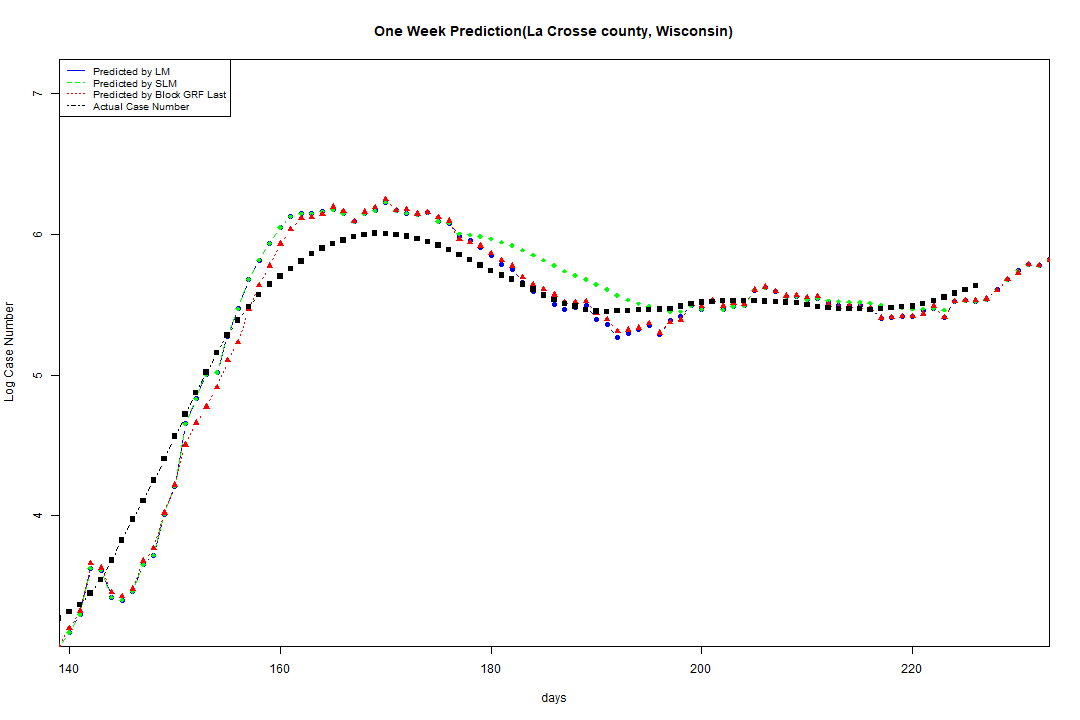 One Week Prediction(La Crosse county, Wisconsin)
Predicted by LM
Predicted by SLM
Predicted by Block GRF Last
Actual Case Number
7
6
5
4
Log Case Number
140 160 180 200 220
days